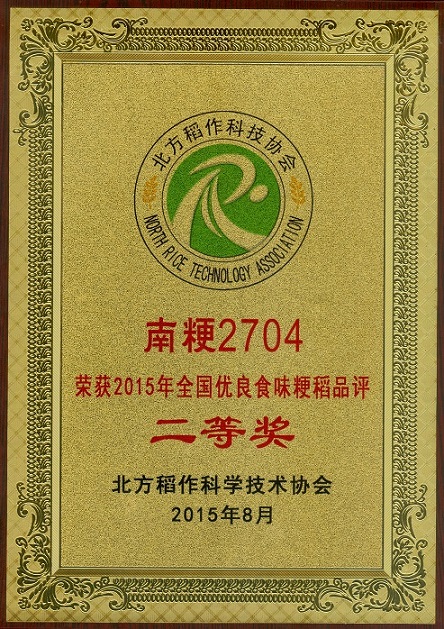 北方稻作科技协会
NORTH RICE TECHNOLOGY ASSOCIATION
南粳2704
荣获2015年全国优良食味粳稻品评
二等奖
北方稻作科学技术协会
2015年8月